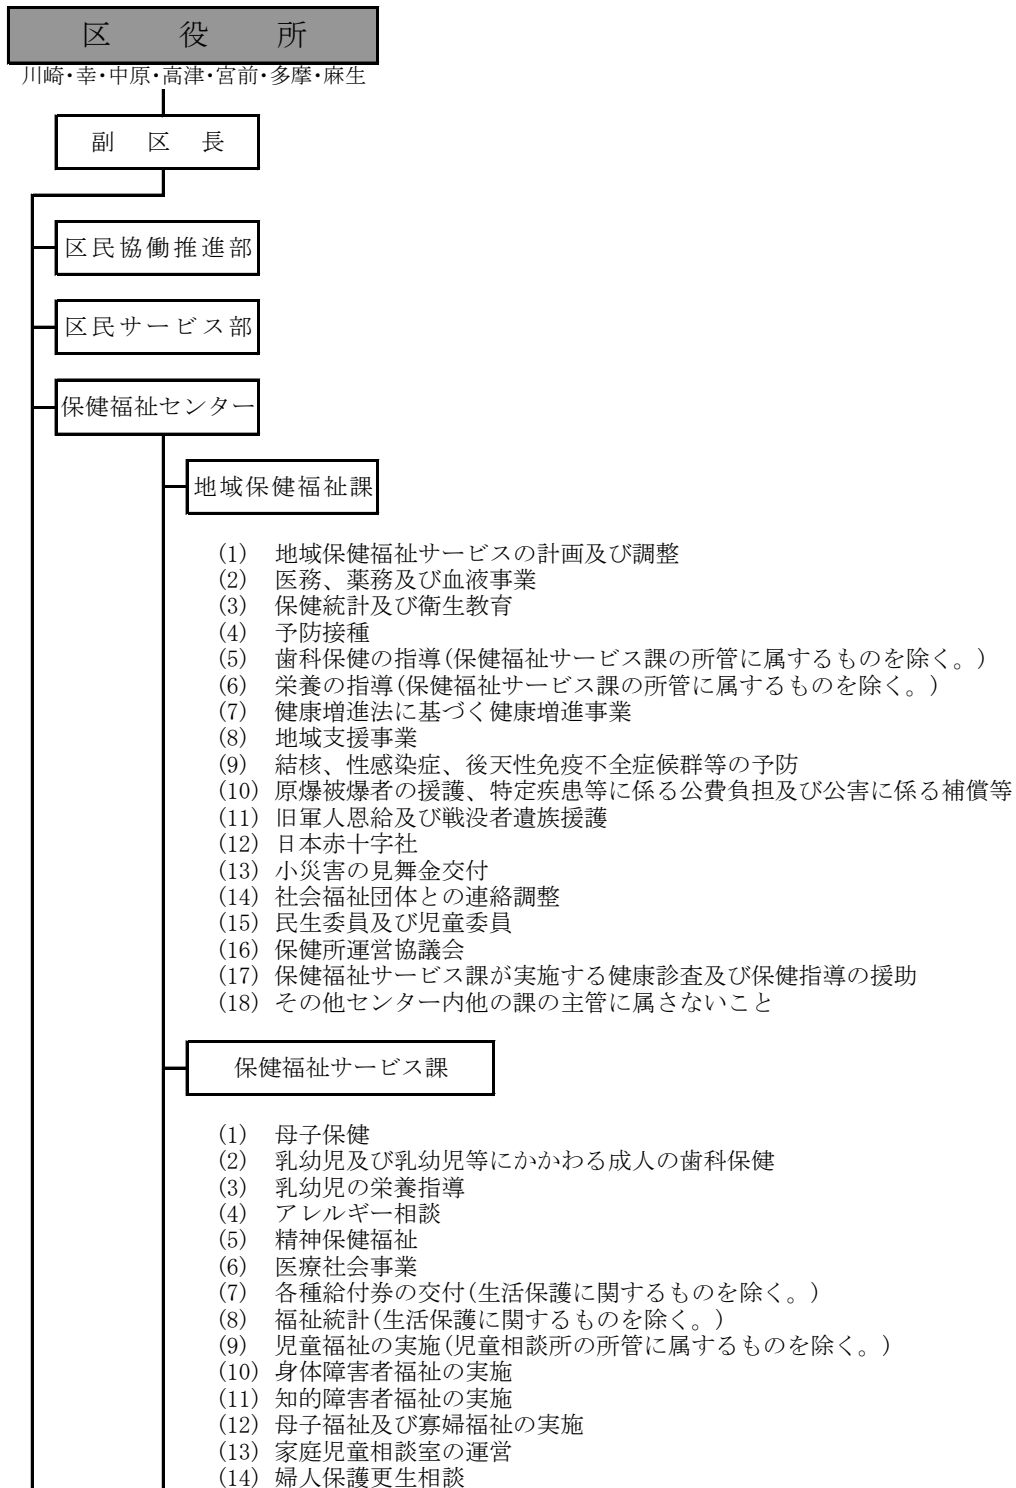 区役所
川崎・幸・中原・高津・宮前・多摩・麻生
副区長
区民協働推進部
区民サービス部
保健福祉センター
地域保健福祉課
(1) 地域保健福祉サービスの計画及び調整
(2) 医務、薬務及び血液事業
(3) 保健統計及び衛生教育
(4) 予防接種
(5) 歯科保健の指導(保健福祉サービス課の所管に属するものを除く。)
(6) 栄養の指導(保健福祉サービス課の所管に属するものを除く。)
(7) 健康増進法に基づく健康増進事業
(8) 地域支援事業
(9) 結核、性感染症、後天性免疫不全症候群等の予防
(10) 原爆被爆者の援護、特定疾患等に係る公費負担及び公害に係る補償等
(11) 旧軍人恩給及び戦没者遺族援護
(12) 日本赤十字社
(13) 小災害の見舞金交付
(14) 社会福祉団体との連絡調整
(15) 民生委員及び児童委員
(16) 保健所運営協議会
(17) 保健福祉サービス課が実施する健康診査及び保健指導の援助
(18) その他センター内他の課の主管に属さないこと
保健福祉サービス課
(1) 母子保健
(2) 乳幼児及び乳幼児等にかかわる成人の歯科保健
(3) 乳幼児の栄養指導
(4) アレルギー相談
(5) 精神保健福祉
(6) 医療社会事業
(7) 各種給付券の交付(生活保護に関するものを除く。)
(8) 福祉統計(生活保護に関するものを除く。)
(9) 児童福祉の実施(児童相談所の所管に属するものを除く。)
(10) 身体障害者福祉の実施
(11) 知的障害者福祉の実施
(12) 母子福祉及び寡婦福祉の実施
(13) 家庭児童相談室の運営
(14) 婦人保護更生相談